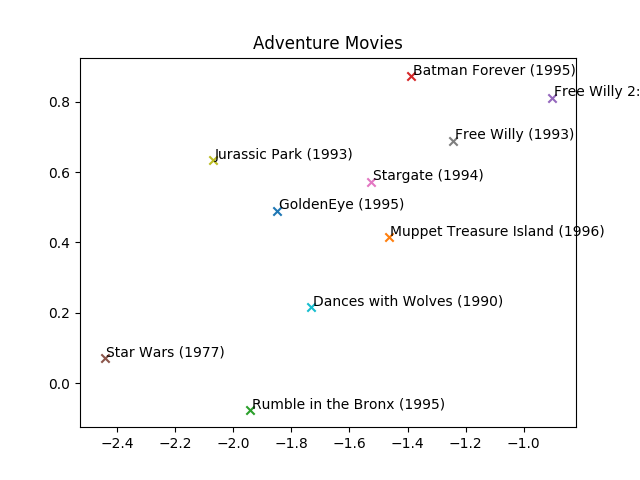 Adventure Movies
Batman Forever (1995)
Free Willy 2:
0.8
Free Willy (1993)
Jurassic Park (1993)
0.6
Stargate (1994)
GoldenEye (1995)
Muppet Treasure Island (1996)
0.4
Dances with Wolves (1990)
0.2
Star Wars (1977)
0.0
Rumble in the Bronx (1995)
−2.4 −2.2 −2.0 −1.8 −1.6 −1.4 −1.2 −1.0